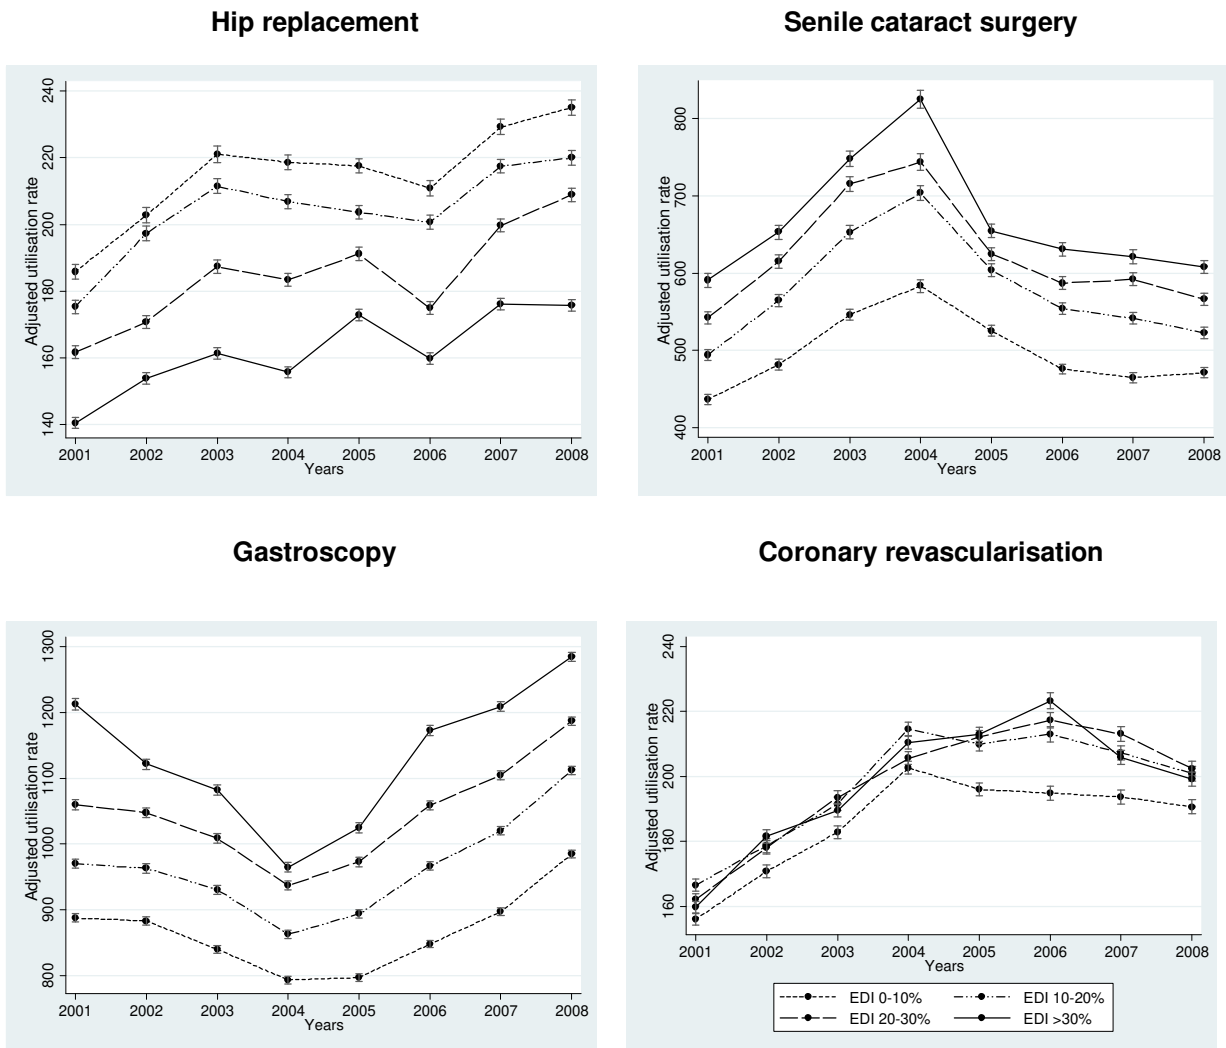 Hip replacement
Senile cataract surgery
Adjusted utilisation rate
240
220
200
180
160
140
2001 2002 2003 2004 2005 2006 2007 2008
Years
Adjusted utilisation rate
800
700
600
500
400
2001 2002 2003 2004 2005 2006 2007 2008
Years
Gastroscopy
Coronary revascularisation
Adjusted utilisation rate
1300
1200
1100
1000
900
800
2001 2002 2003 2004 2005 2006 2007 2008
Years
Adjusted utilisation rate
240
220
200
180
160
2001 2002 2003 2004 2005 2006 2007 2008
Years
EDI 0-10% EDI 10-20%
EDI 20-30% EDI >30%